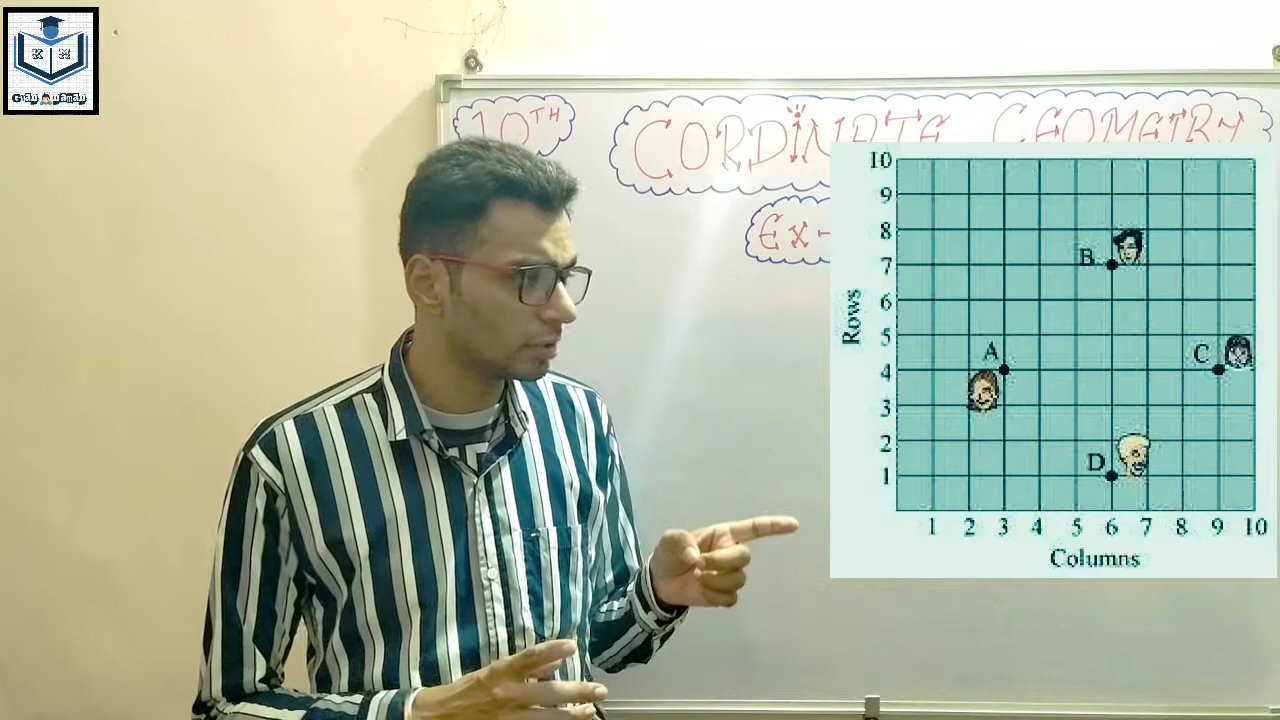 10TH
CORDINATE GEOMETRY
Ex-
10
9
8
B
7
6
Rows
5
A
C
4
3
2
D
1
1 2 3 4 5 6 7 8 9 10
Columns